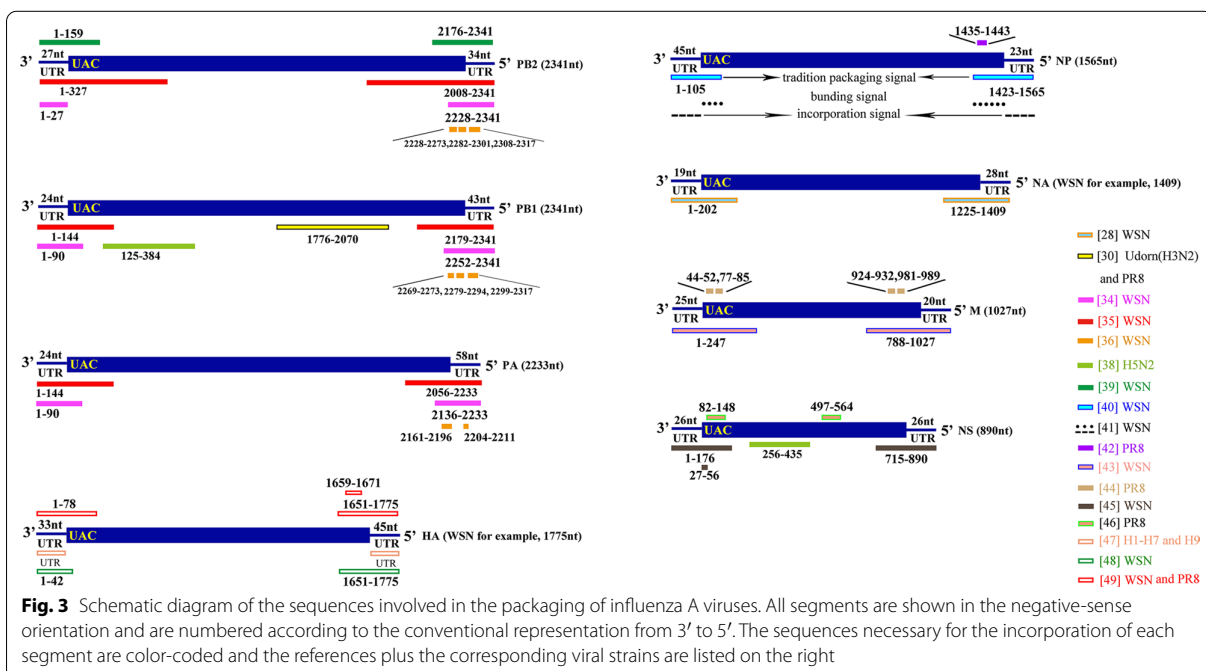 1-159
2176-2341
27nt
34nt
3’ UAC 5’ PB2 (2341nt)
UTR
UTR
1-327
2008-2341
1-27
2228-2341
2228-2273,2282-2301,2308-2317
24nt
43nt
3’ UAC 5’ PB1 (2341nt)
UTR
UTR
1-144
1776-2070
2179-2341
1-90
125-384
2252-2341
2269-2273, 2279-2294, 2299-2317
24nt
58nt
3’ UAC 5’ PA (2233nt)
UTR
UTR
1-144
2056-2233
1-90
2136-2233
2161-2196
2204-2211
1659-1671
1-78
1651-1775
33nt
45nt
3’ UAC 5’ HA (WSN for example, 1775nt)
UTR
UTR
UTR
UTR
1-42
1651-1775
1435-1443
45nt
23nt
3’ UAC 5’ NP (1565nt)
UTR
UTR
tradition packaging signal
1-105
1423-1565
bunding signal
incorporation signal
19nt
28nt
3’ UAC 5’ NA (WSN for example, 1409)
UTR
UTR
1-202
1225-1409
44-52,77-85
924-932,981-989
25nt
20nt
3’ UAC 5’ M (1027nt)
UTR
UTR
1-247
788-1027
82-148
497-564
26nt
26nt
3’ UAC 5’ NS (890nt)
UTR
UTR
1-176
256-435
715-890
27-56
[28] WSN
[30] Udorn(H3N2)
and PR8
[34] WSN
[35] WSN
[36] WSN
[38] H5N2
[39] WSN
[40] WSN
[41] WSN
[42] PR8
[43] WSN
[44] PR8
[45] WSN
[46] PR8
[47] H1-H7 and H9
[48] WSN
[49] WSN and PR8
Fig. 3 Schematic diagram of the sequences involved in the packaging of influenza A viruses. All segments are shown in the negative-sense
orientation and are numbered according to the conventional representation from 3′ to 5′. The sequences necessary for the incorporation of each
segment are color-coded and the references plus the corresponding viral strains are listed on the right